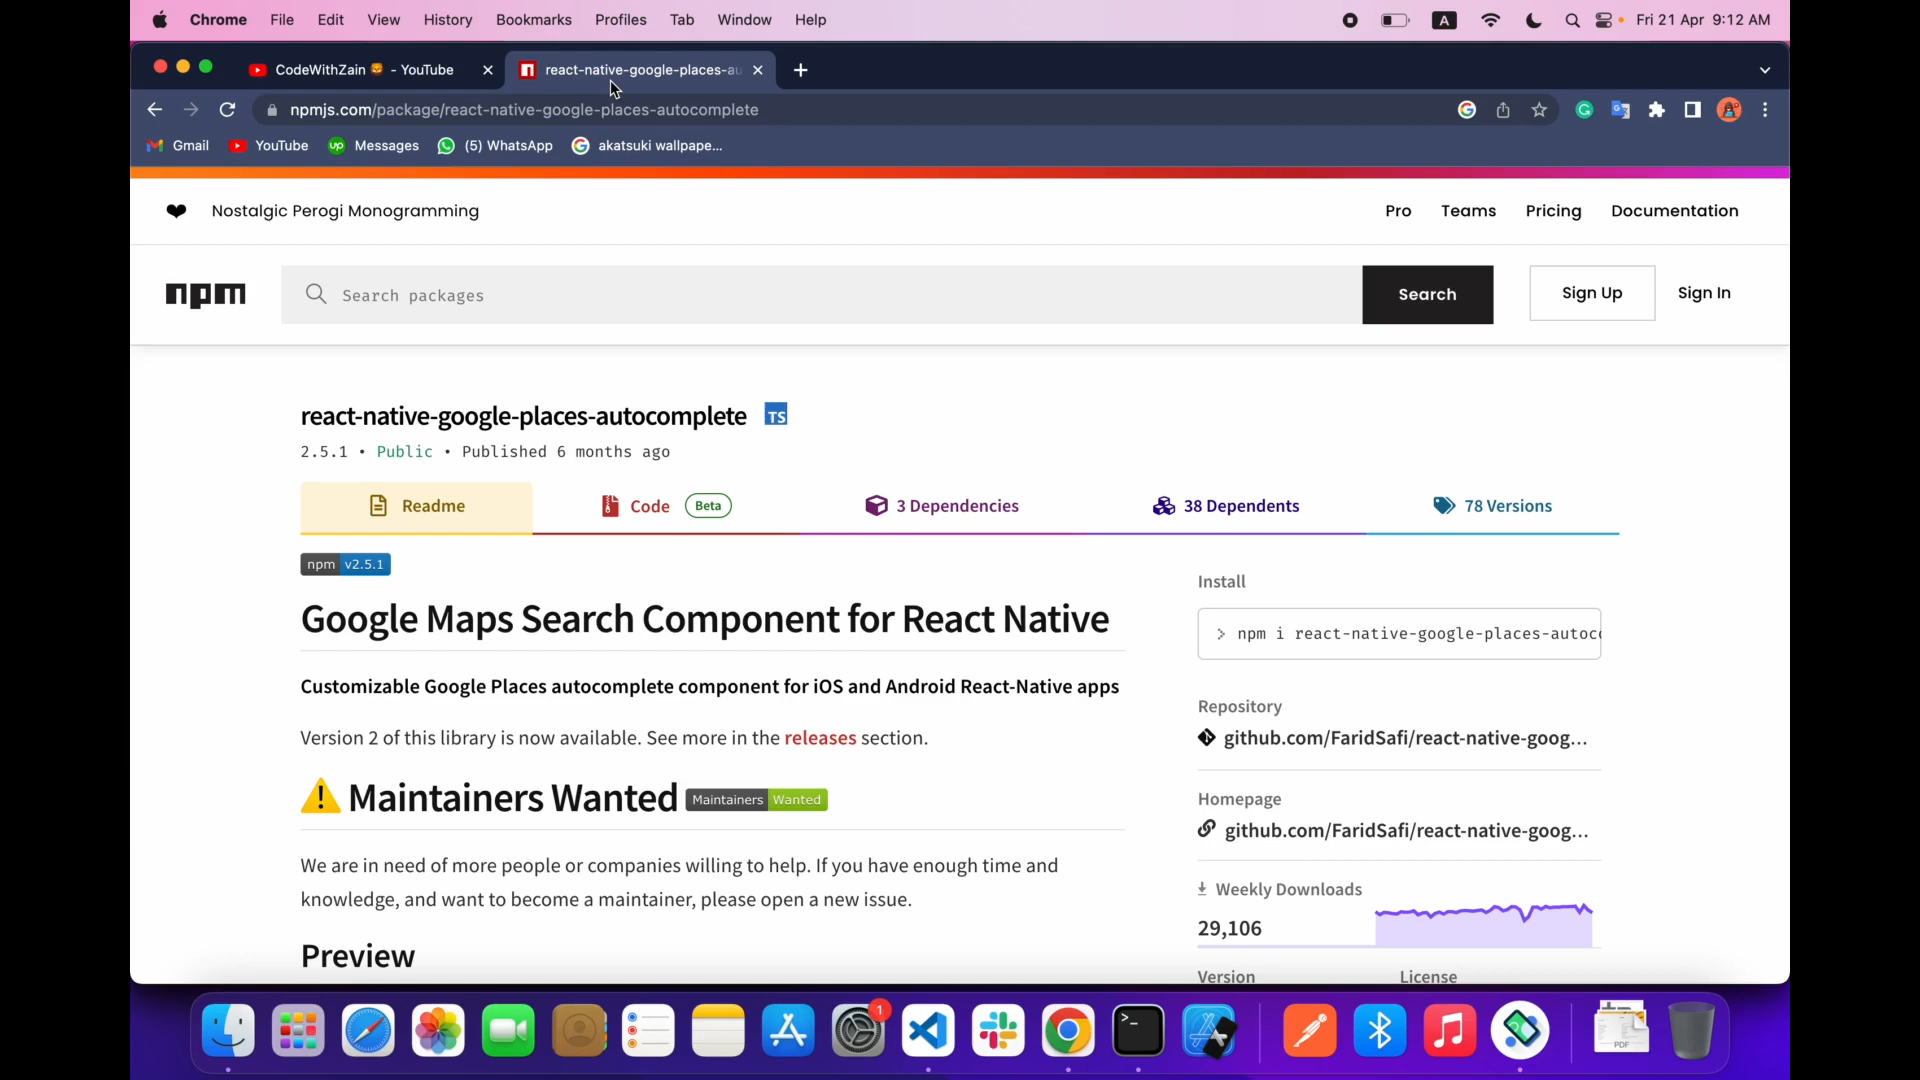 Chrome File Edit View History Bookmarks Profiles Tab Window Help A Fri 21 Apr 9:12 AM
CodeWithZain - YouTube react-native-google-places-au
npmjs.com/package/react-native-google-places-autocomplete
Gmail YouTube up Messages (5) WhatsApp akatsuki wallpape...
Nostalgic Perogi Monogramming Pro Teams Pricing Documentation
npm Search packages Search Sign Up Sign In
react-native-google-places-autocomplete TS
2.5.1 • Public • Published 6 months ago
Readme Code Beta 3 Dependencies 38 Dependents 78 Versions
npm v2.5.1
Google Maps Search Component for React Native
Customizable Google Places autocomplete component for iOS and Android React-Native apps
Version 2 of this library is now available. See more in the releases section.
Maintainers Wanted Maintainers Wanted
We are in need of more people or companies willing to help. If you have enough time and
knowledge, and want to become a maintainer, please open a new issue.
Preview
Install
> npm i react-native-google-places-autoco
Repository
github.com/FaridSafi/react-native-goog...
Homepage
github.com/FaridSafi/react-native-goog...
Weekly Downloads
29,106
Version License
1
PDF